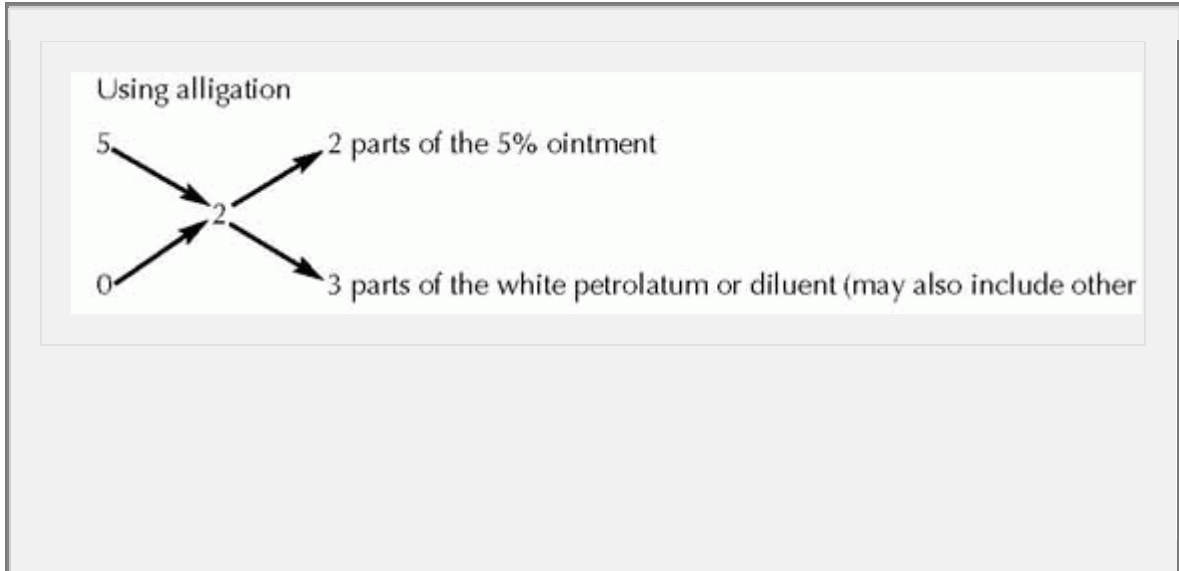 Using alligation
5 2 parts of the 5% ointment
2
0 3 parts of the white petrolatum or diluent (may also include other